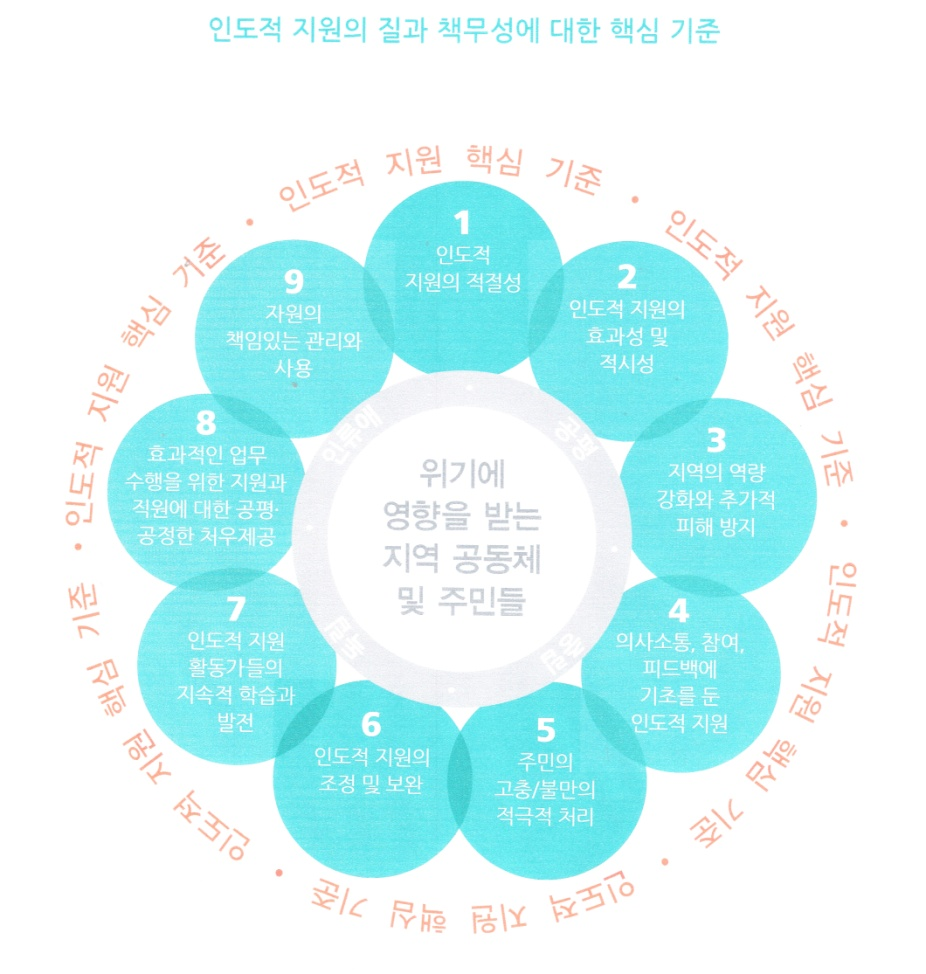 인도적 지원의 질과 책무성에 대한 핵심 기준
인도적 지원 핵심 기준 •
인도적 지원 핵심 기준 •
인도적 지원 핵심 기준 •
인도적 지원 핵심 기준 •
인도적 지원 핵심 기준 •
인도적 지원 핵심 기준 •
1
인도적
지원의 적절성
2
인도적 지원의
효과성 및
적시성
3
지역의 역량
강화와 추가적
피해 방지
4
의사소통, 참여,
피드백에
기초를 둔
인도적 지원
5
주민의
고충/불만의
적극적 처리
6
인도적 지원의
조정 및 보완
7
인도적 지원
활동가들의
지속적 학습과
발전
8
효과적인 업무
수행을 위한 지원과
직원에 대한 공평·
공정한 처우제공
9
자원의
책임있는 관리와
사용
인류애
공평
위기에
영향을 받는
지역 공동체
및 주민들